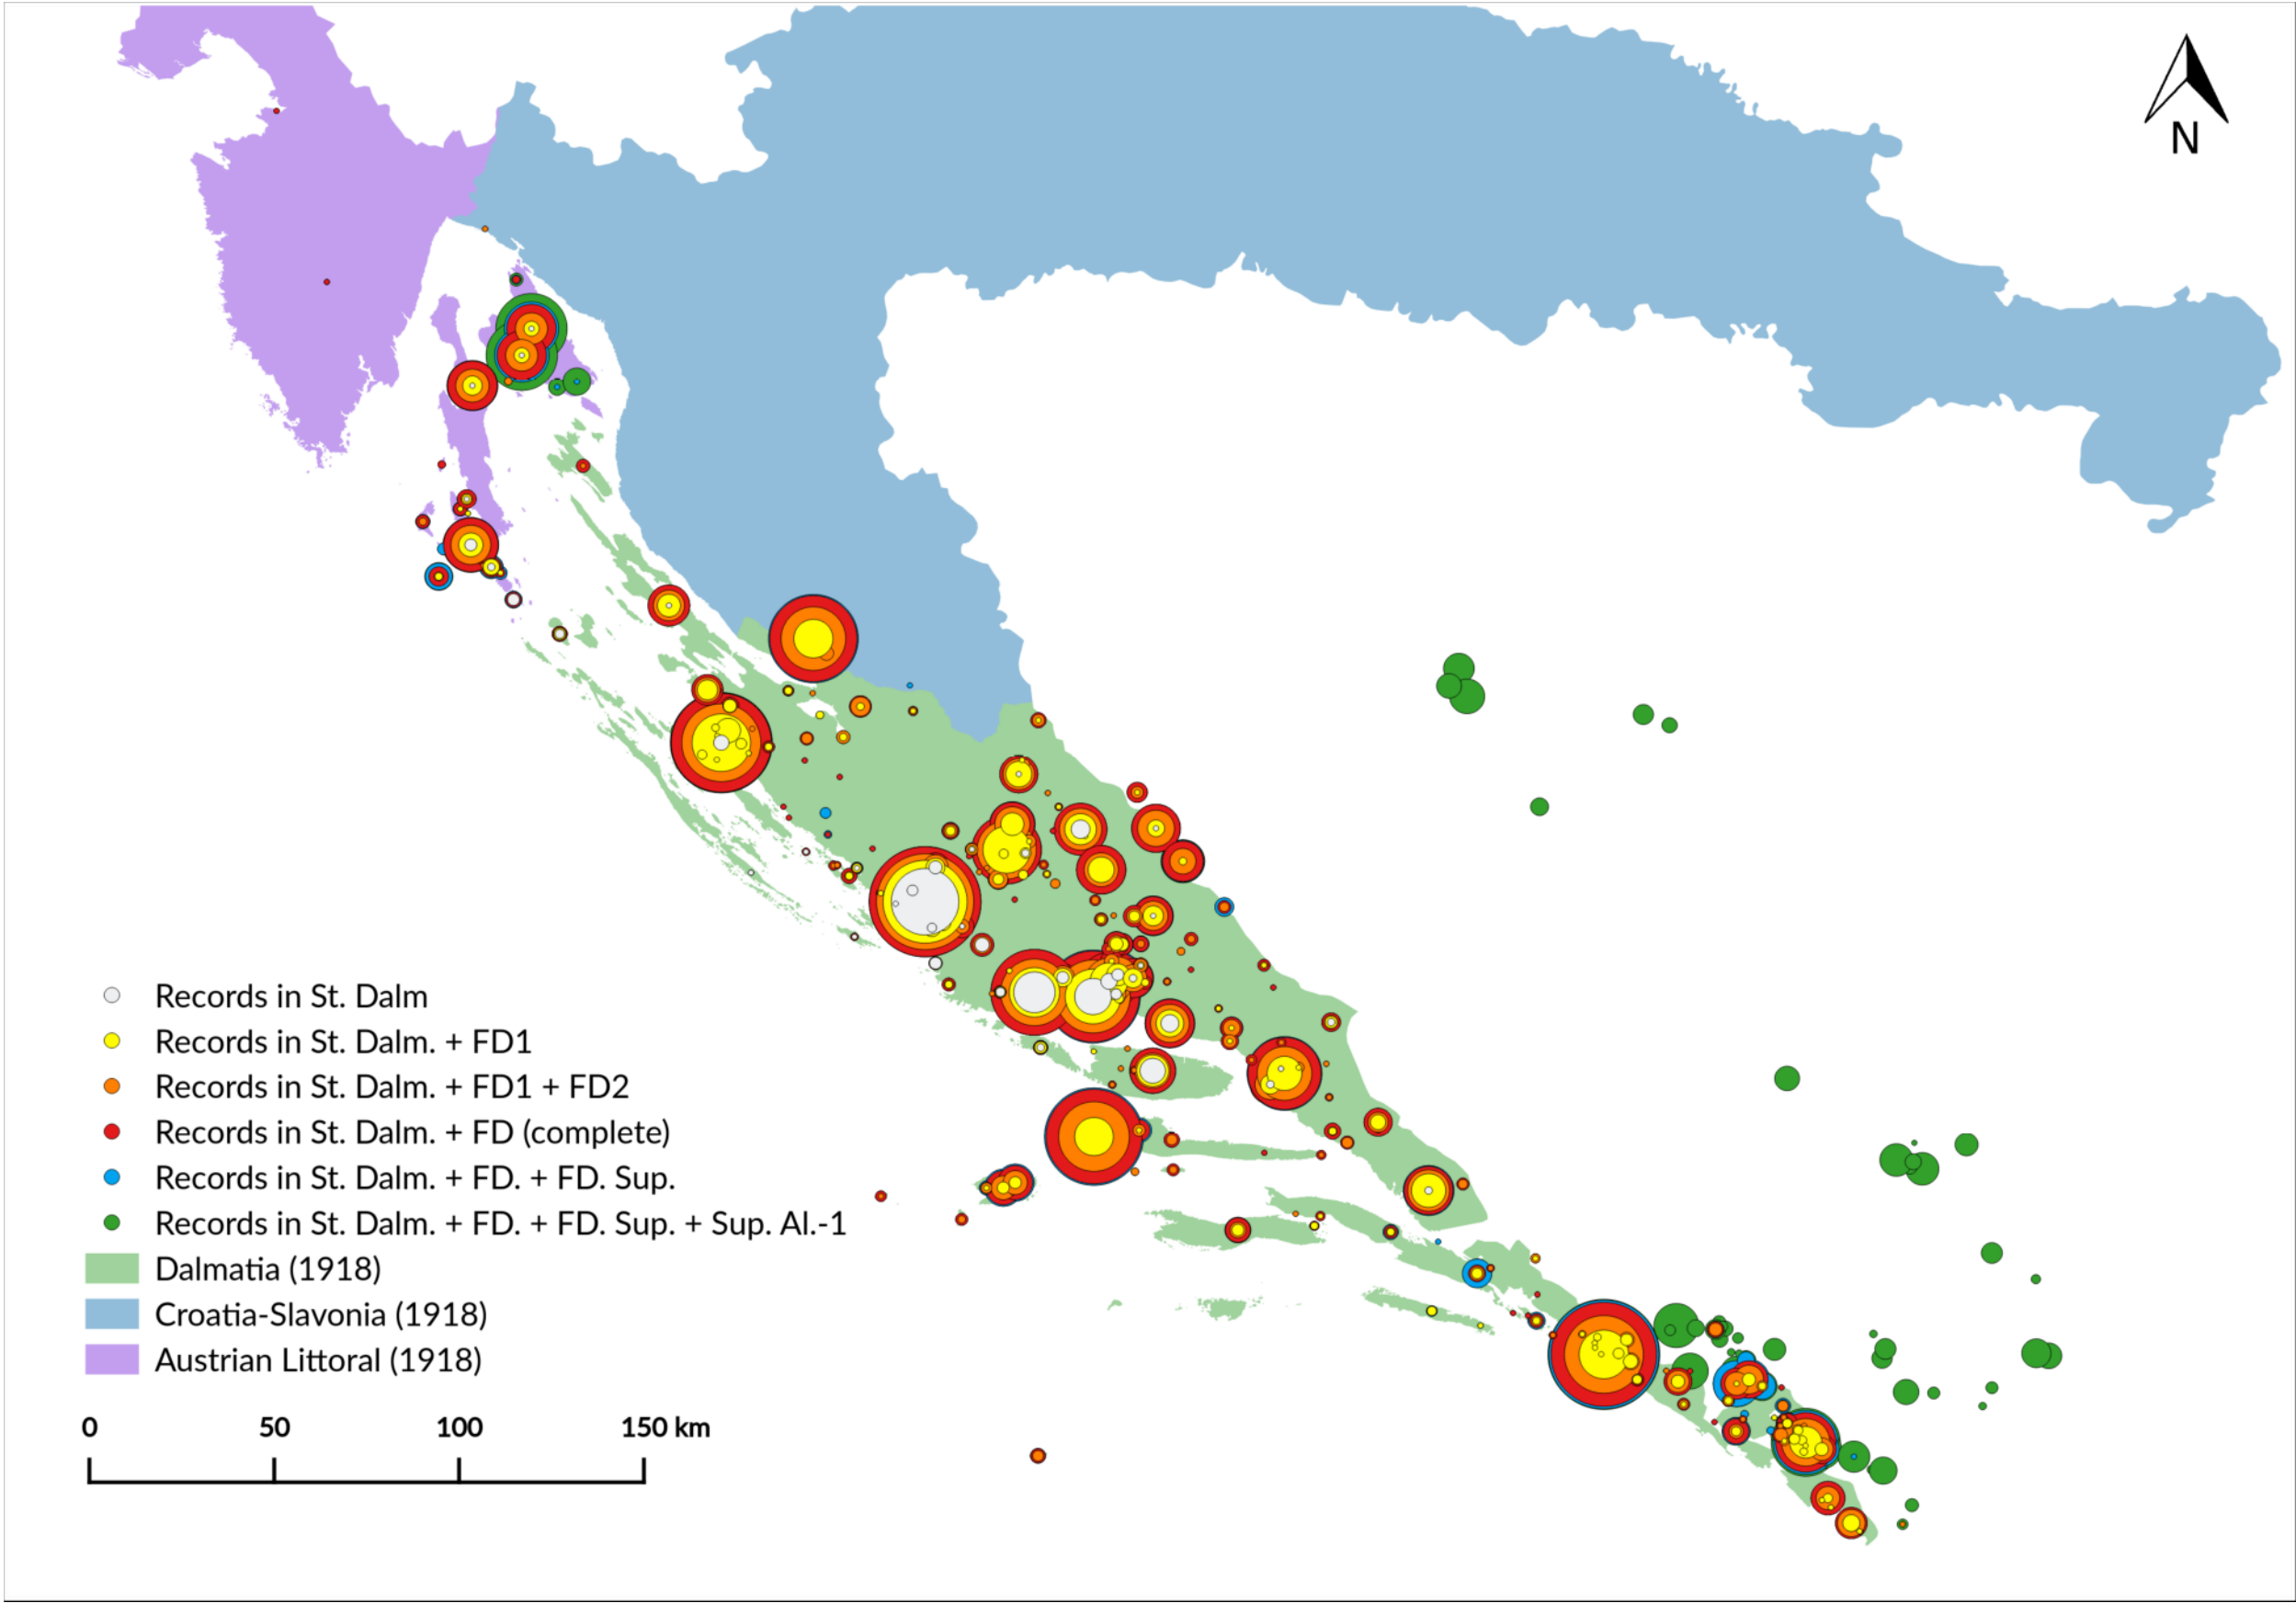 N
Records in St. Dalm
Records in St. Dalm. + FD1
Records in St. Dalm. + FD1 + FD2
Records in St. Dalm. + FD (complete)
Records in St. Dalm. + FD. + FD. Sup.
Records in St. Dalm. + FD. + FD. Sup. + Sup. Al.-1
Dalmatia (1918)
Croatia-Slavonia (1918)
Austrian Littoral (1918)
0 50 100 150 km